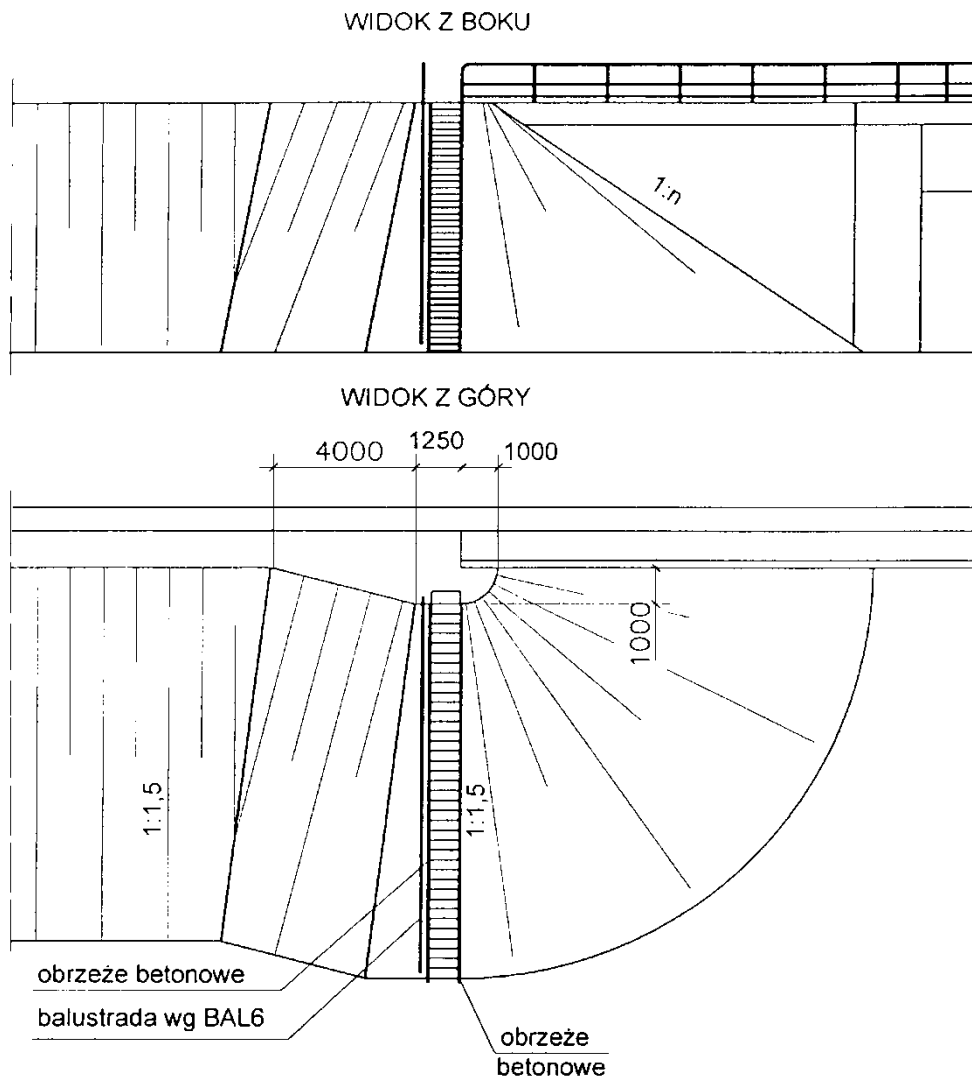 WIDOK Z BOKU
1:n
WIDOK Z GÓRY
4000
1250
1000
1000
1:1,5
1:1,5
obrzeże betonowe
balustrada wg BAL6
obrzeże
betonowe